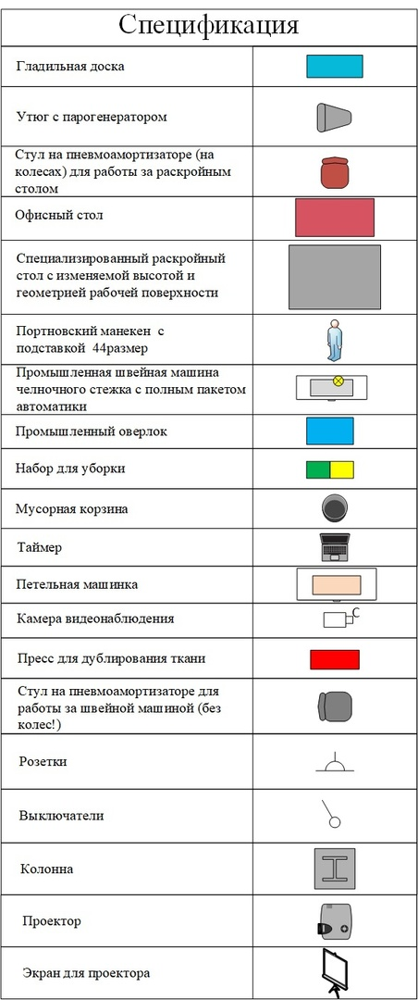 Спецификация
Гладильная доска
Утюг с парогенератором
Стул на пневмоамортизаторе (на
колесах) для работы за раскройным
столом
Офисный стол
Специализированный раскройный
стол с изменяемой высотой и
геометрией рабочей поверхности
Портновский манекен с
подставкой 44размер
Промышленная швейная машина
челночного стежка с полным пакетом
автоматики
Промышленный оверлок
Набор для уборки
Мусорная корзина
Таймер
Петельная машинка
Камера видеонаблюдения
С
Пресс для дублирования ткани
Стул на пневмоамортизаторе для
работы за швейной машиной (без
колес!)
Розетки
Выключатели
Колонна
Проектор
Экран для проектора